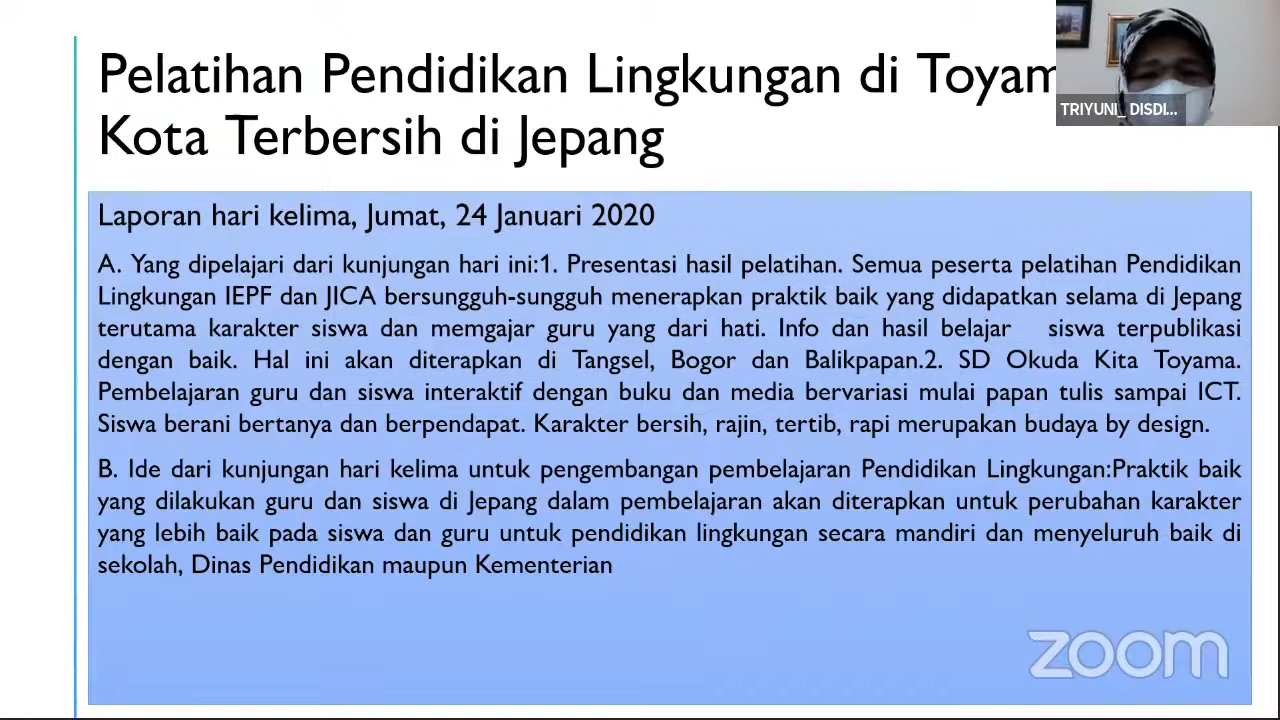 Pelatihan Pendidikan Lingkungan di Toyam
Kota Terbersih di Jepang
TRIYUNI_ DISDI...
Laporan hari kelima, Jumat, 24 Januari 2020
A. Yang dipelajari dari kunjungan hari ini:1. Presentasi hasil pelatihan. Semua peserta pelatihan Pendidikan
Lingkungan IEPF dan JICA bersungguh-sungguh menerapkan praktik baik yang didapatkan selama di Jepang
terutama karakter siswa dan memgajar guru yang dari hati. Info dan hasil belajar siswa terpublikasi
dengan baik. Hal ini akan diterapkan di Tangsel, Bogor dan Balikpapan.2. SD Okuda Kita Toyama.
Pembelajaran guru dan siswa interaktif dengan buku dan media bervariasi mulai papan tulis sampai ICT.
Siswa berani bertanya dan berpendapat. Karakter bersih, rajin, tertib, rapi merupakan budaya by design.
B. Ide dari kunjungan hari kelima untuk pengembangan pembelajaran Pendidikan Lingkungan:Praktik baik
yang dilakukan guru dan siswa di Jepang dalam pembelajaran akan diterapkan untuk perubahan karakter
yang lebih baik pada siswa dan guru untuk pendidikan lingkungan secara mandiri dan menyeluruh baik di
sekolah, Dinas Pendidikan maupun Kementerian
zoom